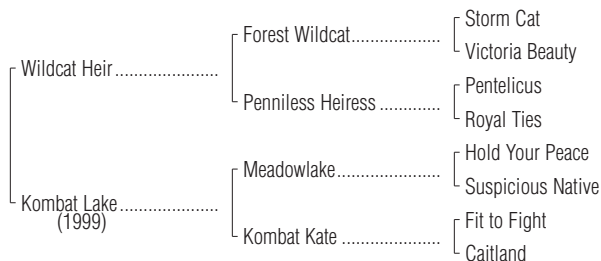 Storm Cat
Forest Wildcat....................
Victoria Beauty
Wildcat Heir.......................
Pentelicus
Penniless Heiress..............
Royal Ties
Hold Your Peace
Meadowlake.......................
Suspicious Native
Kombat Lake......................
(1999)
Fit to Fight
Kombat Kate......................
Caitland